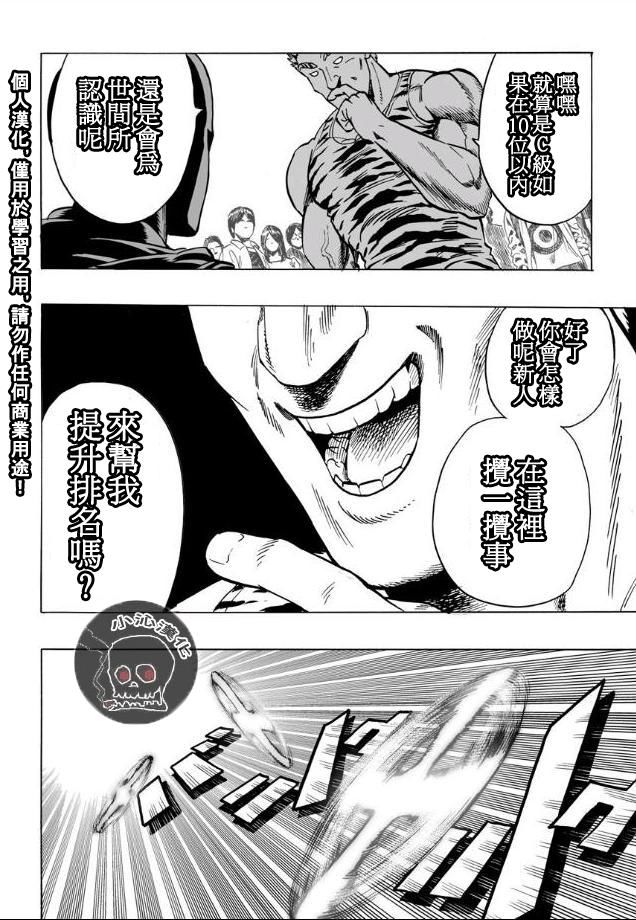 嘿嘿
就算是C級如
果在10位以內
還是會為
世間所
認識呢
好了
你會怎樣
做呢新人
在這裡
攪一攪事
來幫我
提升排名嗎？
個人漢化，僅用於學習之用，請勿作任何商業用途！
小沁漢化